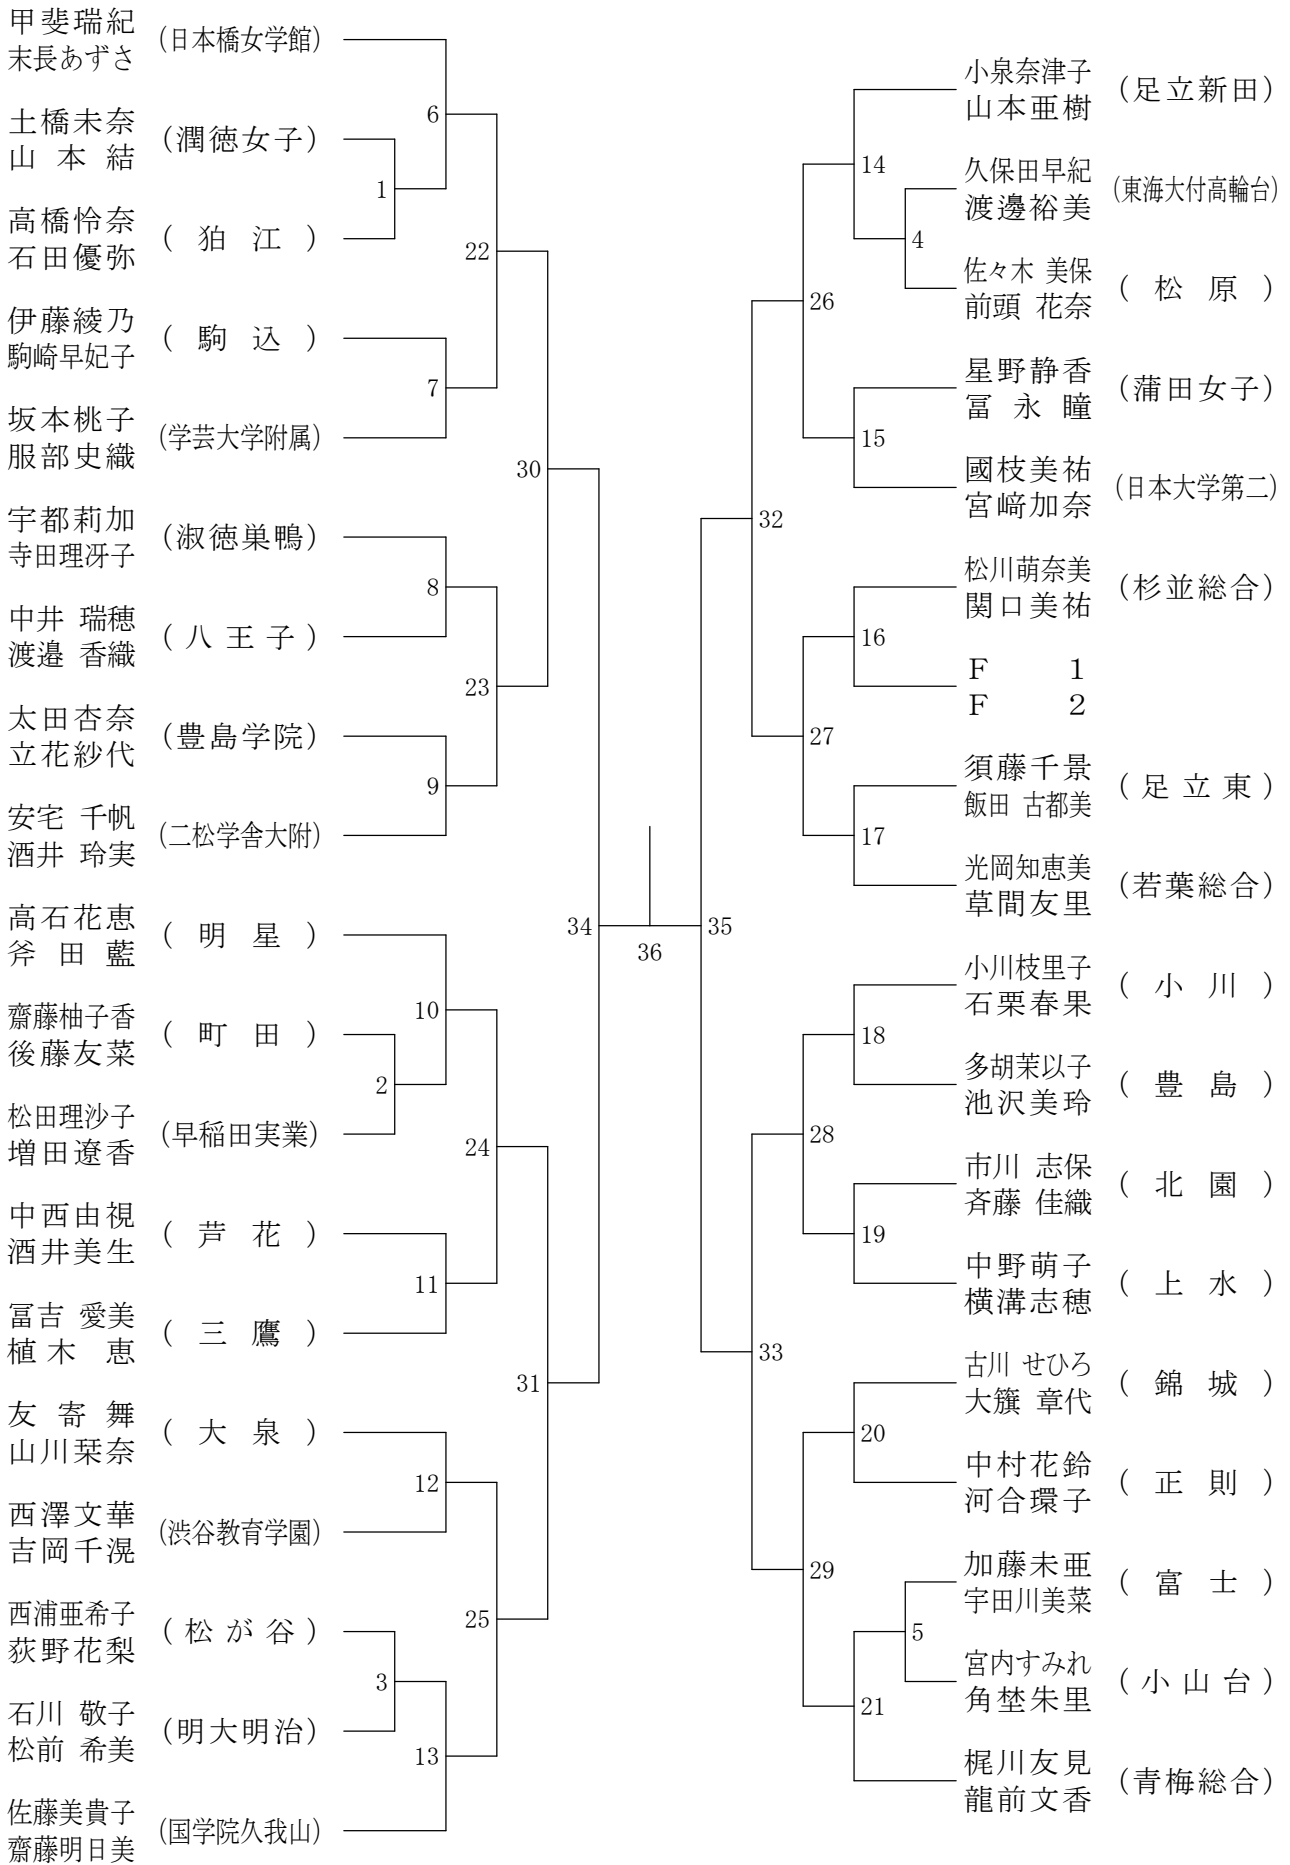 甲斐瑞紀
末長あずさ
(日本橋女学館)
土橋未奈
山本結
(潤徳女子)
高橋怜奈
石田優弥
(狛江)
伊藤綾乃
駒崎早妃子
(駒込)
坂本桃子
服部史織
(学芸大学附属)
宇都莉加
寺田理冴子
(淑徳巣鴨)
中井 瑞穂
渡邉 香織
(八王子)
太田杏奈
立花紗代
(豊島学院)
安宅 千帆
酒井 玲実
(二松学舎大附)
高石花恵
斧田藍
(明星)
齋藤柚子香
後藤友菜
(町田)
松田理沙子
増田遼香
(早稲田実業)
中西由視
酒井美生
(芦花)
冨吉 愛美
植木 恵
(三鷹)
友寄舞
山川栞奈
(大泉)
西澤文華
吉岡千滉
(渋谷教育学園)
西浦亜希子
荻野花梨
(松が谷)
石川 敬子
松前 希美
(明大明治)
佐藤美貴子
齋藤明日美
(国学院久我山)
1
2
3
6
7
8
9
10
11
12
13
22
23
24
25
30
31
34
36
35
32
33
26
27
28
29
14
15
16
17
18
19
20
21
4
5
小泉奈津子
山本亜樹
(足立新田)
久保田早紀
渡邊裕美
(東海大付高輪台)
佐々木 美保
前頭 花奈
(松原)
星野静香
冨永瞳
(蒲田女子)
國枝美祐
宮﨑加奈
(日本大学第二)
松川萌奈美
関口美祐
(杉並総合)
F 1
F 2
須藤千景
飯田 古都美
(足立東)
光岡知恵美
草間友里
(若葉総合)
小川枝里子
石栗春果
(小川)
多胡茉以子
池沢美玲
(豊島)
市川 志保
斉藤 佳織
(北園)
中野萌子
横溝志穂
(上水)
古川 せひろ
大籏 章代
(錦城)
中村花鈴
河合環子
(正則)
加藤未亜
宇田川美菜
(富士)
宮内すみれ
角埜朱里
(小山台)
梶川友見
龍前文香
(青梅総合)